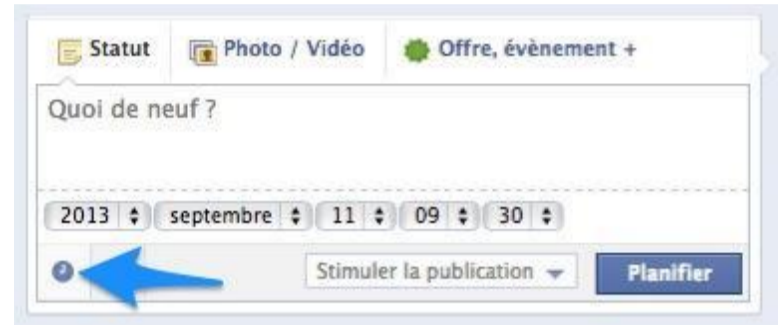 Statut Photo / Vidéo Offre, évènement +
Quoi de neuf ?
2013 septembre 11 09 30
Stimuler la publication Planifier